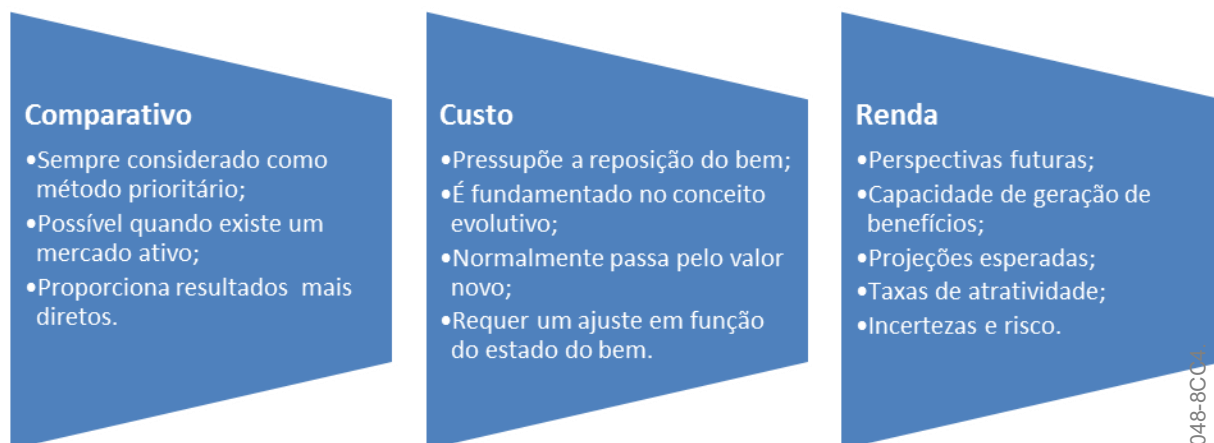 Comparativo
•Sempre considerado como
método prioritário;
•Possível quando existe um
mercado ativo;
•Proporciona resultados mais
diretos.
Custo
•Pressupõe a reposição do bem;
•É fundamentado no conceito
evolutivo;
•Normalmente passa pelo valor
novo;
•Requer um ajuste em função
do estado do bem.
Renda
•Perspectivas futuras;
•Capacidade de geração de
benefícios;
•Projeções esperadas;
•Taxas de atratividade;
•Incertezas e risco.